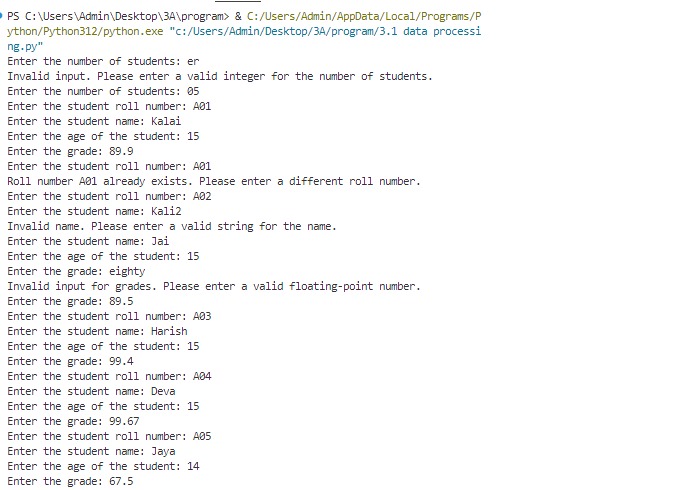 PS C:\Users\Admin\Desktop\3A\program> & C:/Users/Admin/AppData/Local/Programs/P
ython/Python312/python.exe "c:/Users/Admin/Desktop/3A/program/3.1 data processi
ng.py"
Enter the number of students: er
Invalid input. Please enter a valid integer for the number of students.
Enter the number of students: 05
Enter the student roll number: A01
Enter the student name: Kalai
Enter the age of the student: 15
Enter the grade: 89.9
Enter the student roll number: A01
Roll number A01 already exists. Please enter a different roll number.
Enter the student roll number: A02
Enter the student name: Kali2
Invalid name. Please enter a valid string for the name.
Enter the student name: Jai
Enter the age of the student: 15
Enter the grade: eighty
Invalid input for grades. Please enter a valid floating-point number.
Enter the grade: 89.5
Enter the student roll number: A03
Enter the student name: Harish
Enter the age of the student: 15
Enter the grade: 99.4
Enter the student roll number: A04
Enter the student name: Deva
Enter the age of the student: 15
Enter the grade: 99.67
Enter the student roll number: A05
Enter the student name: Jaya
Enter the age of the student: 14
Enter the grade: 67.5